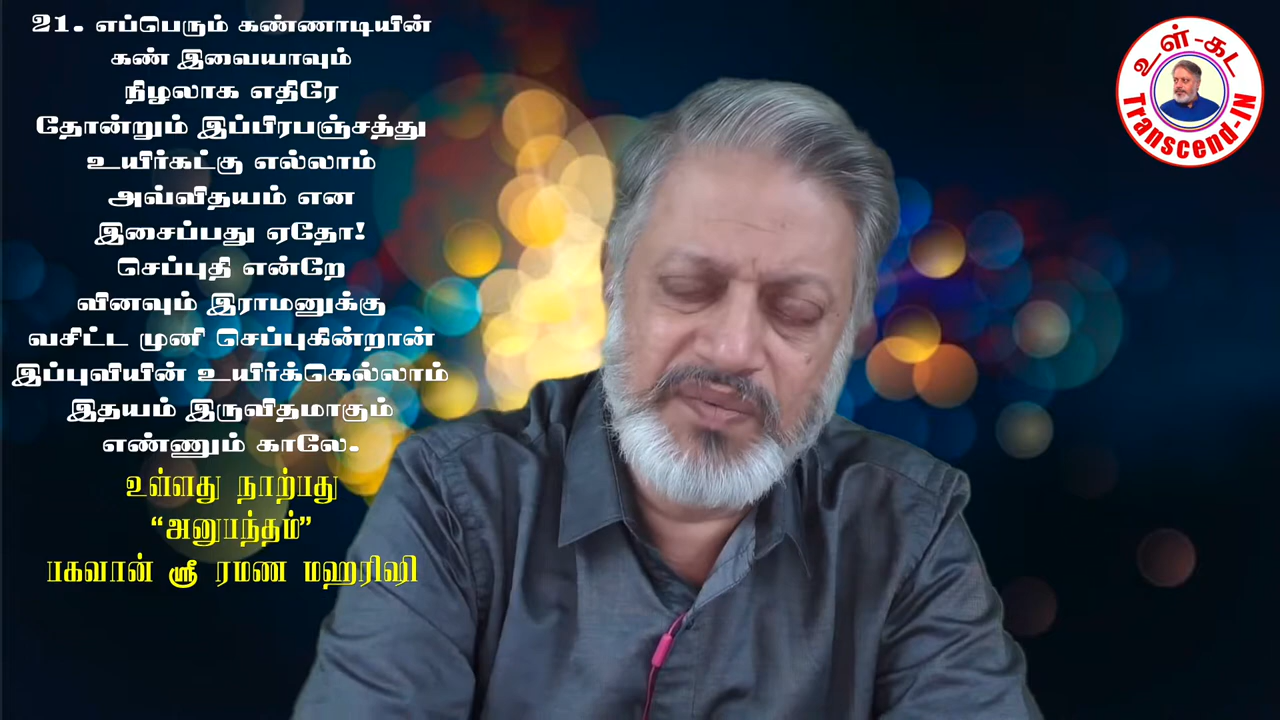 21. எப்பெரும் கண்ணாடியின்
கண் இவையாவும்
நிழலாக எதிரே
தோன்றும் இப்பிரபஞ்சத்து
உயிர்கட்கு எல்லாம்
அவ்விதயம் என
இசைப்பது ஏதோ!
செப்புதி என்றே
வினவும் இராமனுக்கு
வசிட்ட முனி செப்புகின்றான்
இப்புவியின் உயிர்க்கெல்லாம்
இதயம் இருவிதமாகும்
எண்ணும் காலே.
உள்ளது நாற்பது
“அனுபந்தம்”
பகவான் ஸ்ரீ ரமண மஹரிஷி
உள்-கட
Transcend-IN